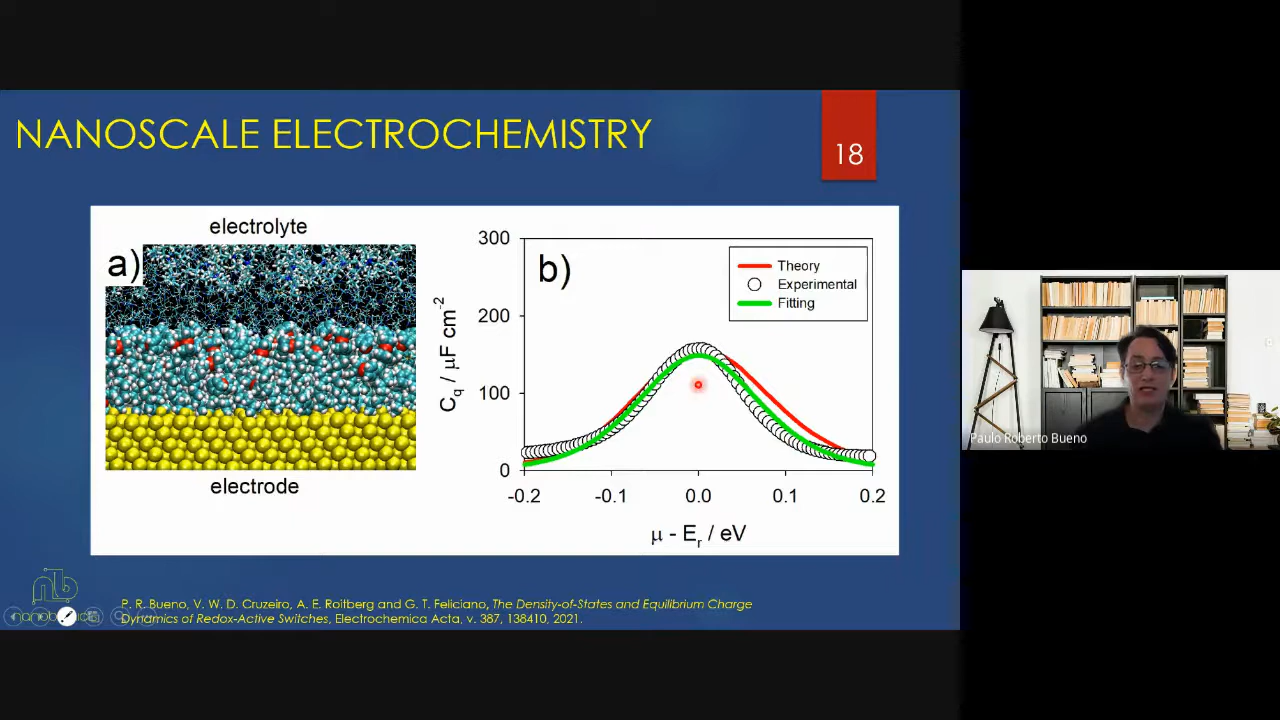 NANOSCALE ELECTROCHEMISTRY
18
electrolyte
a)
electrode
b)
Theory
Experimental
Fitting
300
200
100
0
C_q / μF cm⁻²
-0.2 -0.1 0.0 0.1 0.2
μ - E_r / eV
P. R. Bueno, V. W. D. Cruzeiro, A. E. Roitberg and G. T. Feliciano, The Density-of-States and Equilibrium Charge
Dynamics of Redox-Active Switches, Electrochemica Acta, v. 387, 138410, 2021.
Paulo Roberto Bueno